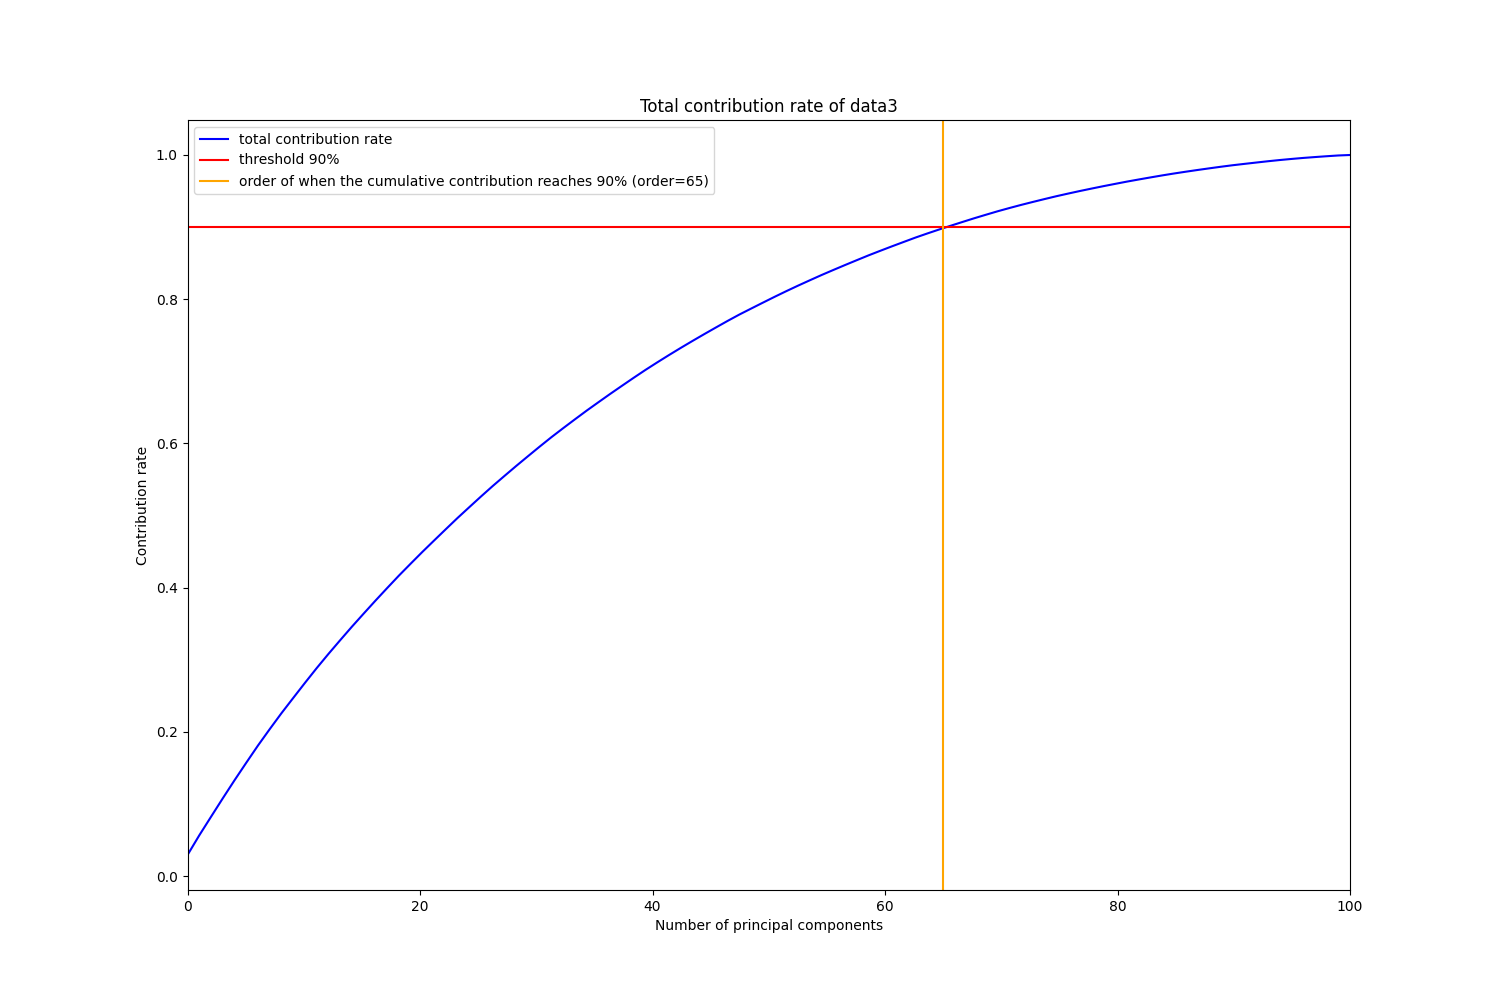 Total contribution rate of data3
total contribution rate
threshold 90%
order of when the cumulative contribution reaches 90% (order=65)
1.0
0.8
0.6
0.4
0.2
0.0
Contribution rate
0 20 40 60 80 100
Number of principal components